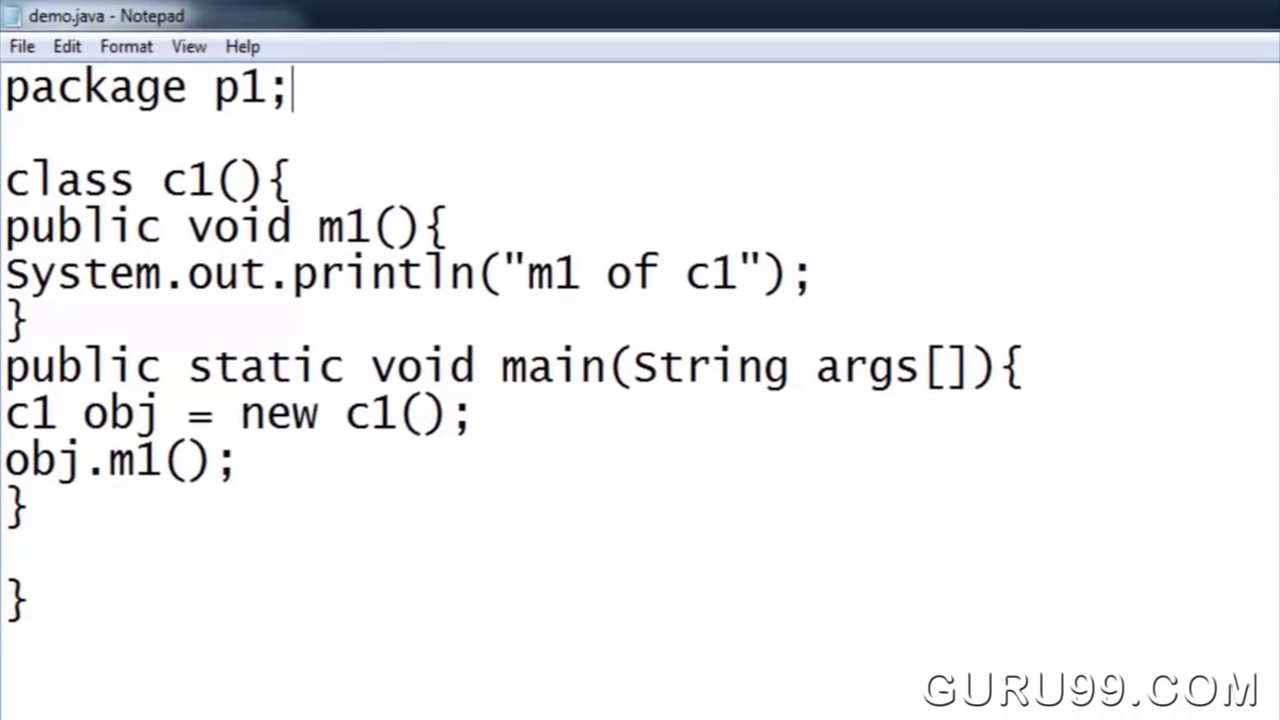 demo.java - Notepad
File Edit Format View Help
package p1;
class c1(){
public void m1(){
System.out.println("m1 of c1");
}
public static void main(String args[]){
c1 obj = new c1();
obj.m1();
}
}
GURU99.COM